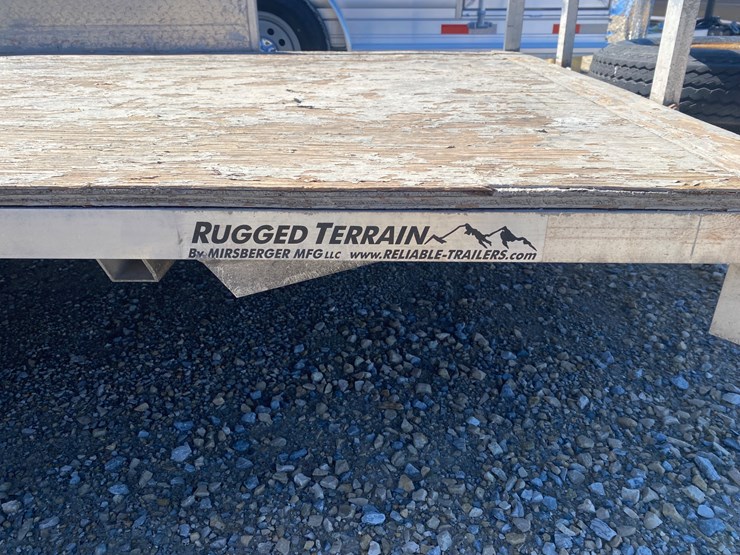 RUGGED TERRAIN
By MIRSBERGER MFG LLC www.RELIABLE-TRAILERS.com